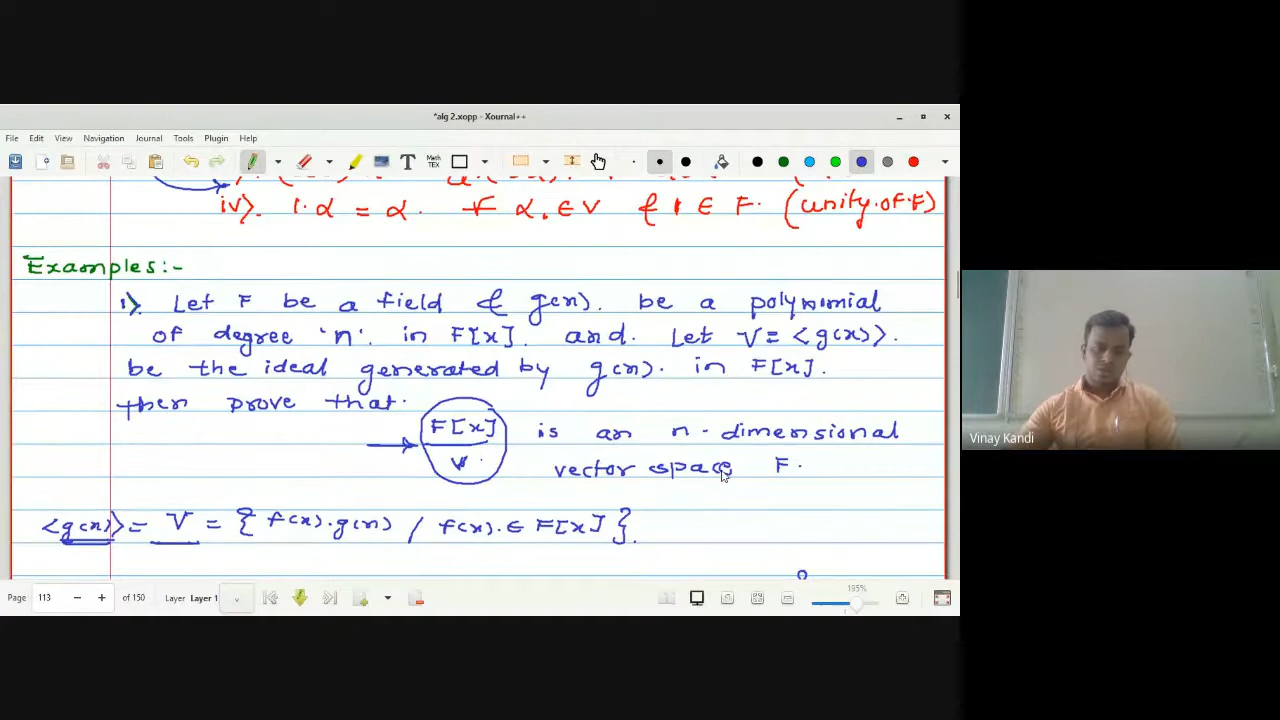 *alg 2.xopp - Xournal++
File Edit View Navigation Journal Tools Plugin Help
iv). 1.α = α. ∀ α. ∈ V & 1 ∈ F. (unity.of.F)
Examples:-
1). Let F be a field & g(x). be a polynomial
of degree 'n'. in F[x]. and. Let V = <g(x)>.
be the ideal generated by g(x). in F[x].
then prove that.
F[x] / V is an n-dimensional
vector space F.
<g(x)> = V = { f(x).g(x) / f(x).∈ F[x] }.
Page 113 of 150 Layer Layer 1 195%
Vinay Kandi